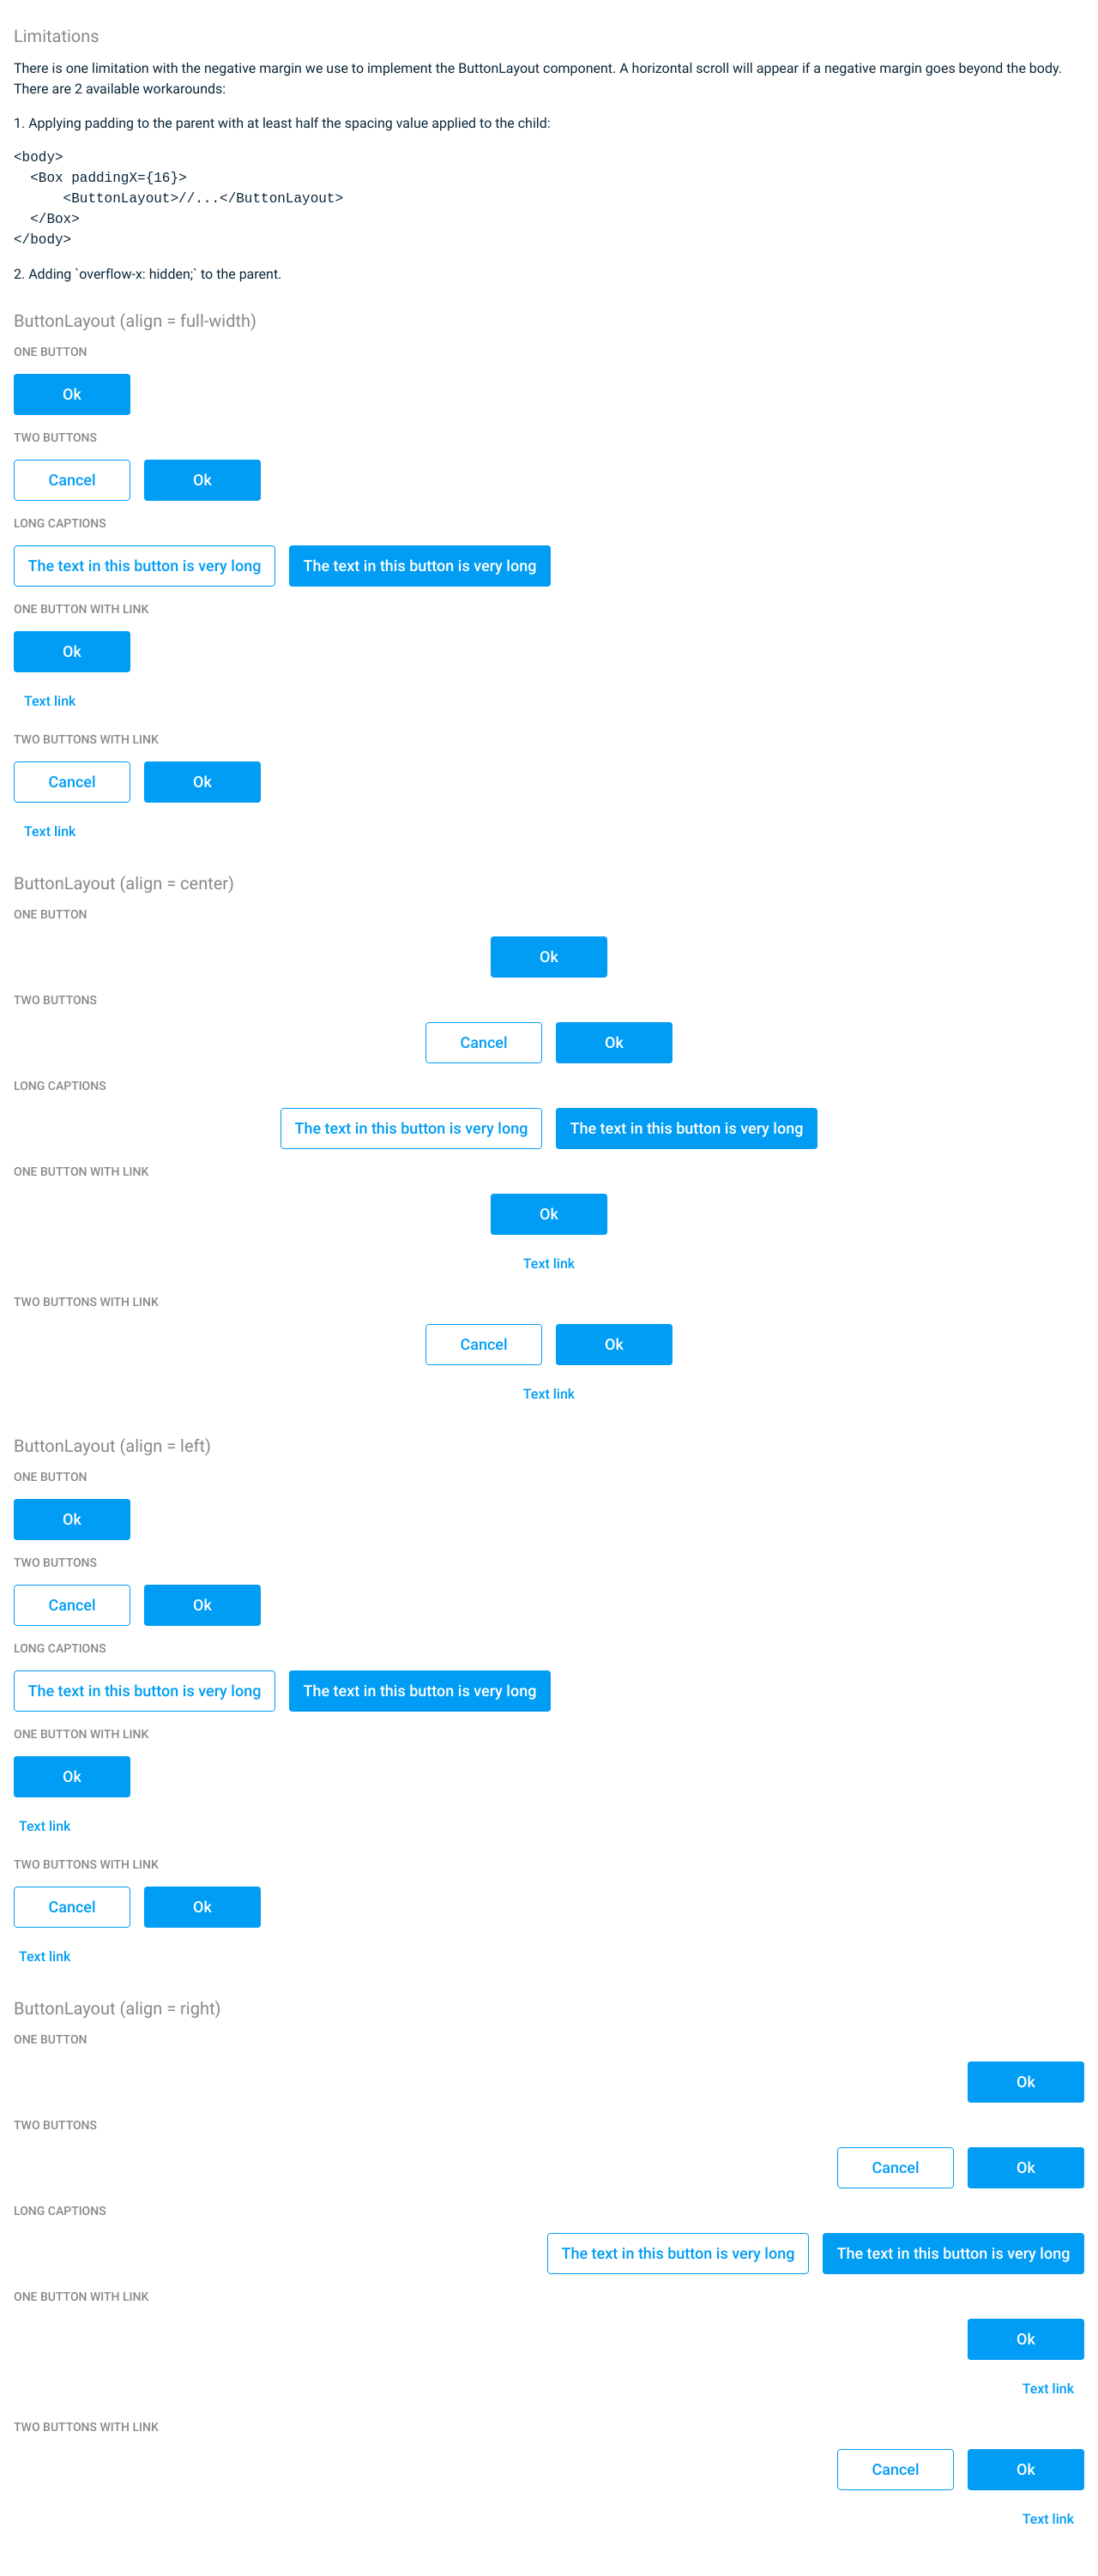 Limitations
There is one limitation with the negative margin we use to implement the ButtonLayout component. A horizontal scroll will appear if a negative margin goes beyond the body.
There are 2 available workarounds:
1. Applying padding to the parent with at least half the spacing value applied to the child:
<body>
  <Box paddingX={16}>
      <ButtonLayout>//...</ButtonLayout>
  </Box>
</body>
2. Adding `overflow-x: hidden;` to the parent.
ButtonLayout (align = full-width)
ONE BUTTON
Ok
TWO BUTTONS
Cancel Ok
LONG CAPTIONS
The text in this button is very long The text in this button is very long
ONE BUTTON WITH LINK
Ok
Text link
TWO BUTTONS WITH LINK
Cancel Ok
Text link
ButtonLayout (align = center)
ONE BUTTON
Ok
TWO BUTTONS
Cancel Ok
LONG CAPTIONS
The text in this button is very long The text in this button is very long
ONE BUTTON WITH LINK
Ok
Text link
TWO BUTTONS WITH LINK
Cancel Ok
Text link
ButtonLayout (align = left)
ONE BUTTON
Ok
TWO BUTTONS
Cancel Ok
LONG CAPTIONS
The text in this button is very long The text in this button is very long
ONE BUTTON WITH LINK
Ok
Text link
TWO BUTTONS WITH LINK
Cancel Ok
Text link
ButtonLayout (align = right)
ONE BUTTON
Ok
TWO BUTTONS
Cancel Ok
LONG CAPTIONS
The text in this button is very long The text in this button is very long
ONE BUTTON WITH LINK
Ok
Text link
TWO BUTTONS WITH LINK
Cancel Ok
Text link